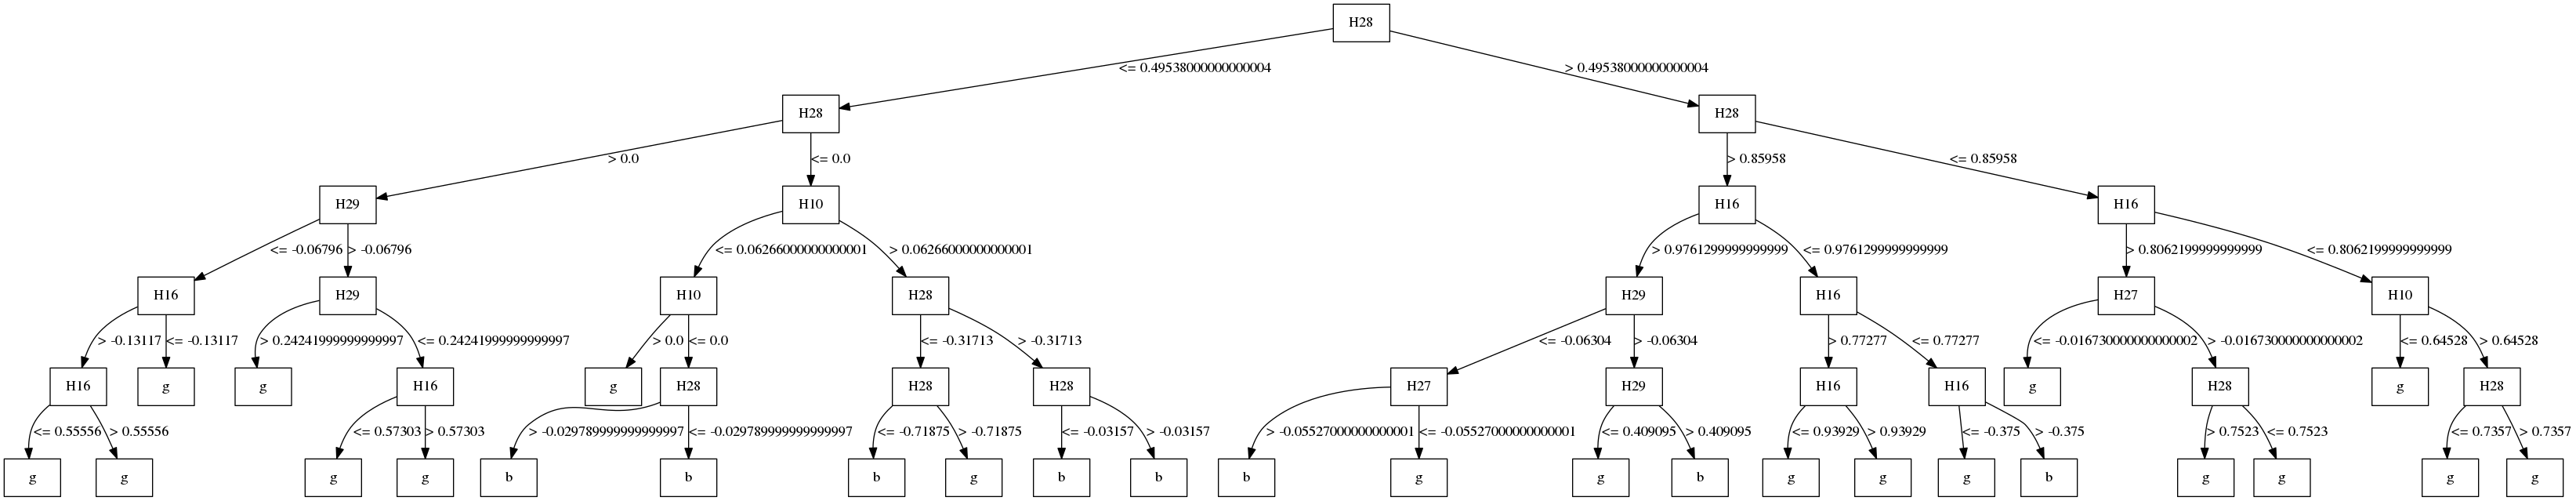 H28
<= 0.49538000000000004
> 0.49538000000000004
H28
H28
> 0.0
<= 0.0
> 0.85958
<= 0.85958
H29
H10
H16
H16
<= -0.06796
> -0.06796
<= 0.06266000000000001
> 0.06266000000000001
> 0.9761299999999999
<= 0.9761299999999999
> 0.8062199999999999
<= 0.8062199999999999
H16
H29
H10
H28
H29
H16
H27
H10
> -0.13117
<= -0.13117
> 0.24241999999999997
<= 0.24241999999999997
> 0.0
<= 0.0
<= -0.31713
> -0.31713
<= -0.06304
> -0.06304
> 0.77277
<= 0.77277
<= -0.016730000000000002
> -0.016730000000000002
<= 0.64528
> 0.64528
H16
g
g
H16
g
H28
H28
H28
H27
H29
H16
H16
g
H28
g
H28
<= 0.55556
> 0.55556
<= 0.57303
> 0.57303
> -0.029789999999999997
<= -0.029789999999999997
<= -0.71875
> -0.71875
<= -0.03157
> -0.03157
> -0.05527000000000001
<= -0.05527000000000001
<= 0.409095
> 0.409095
<= 0.93929
> 0.93929
<= -0.375
> -0.375
> 0.7523
<= 0.7523
<= 0.7357
> 0.7357
g
g
g
g
b
b
b
g
b
b
b
g
g
b
g
g
g
b
g
g
g
g